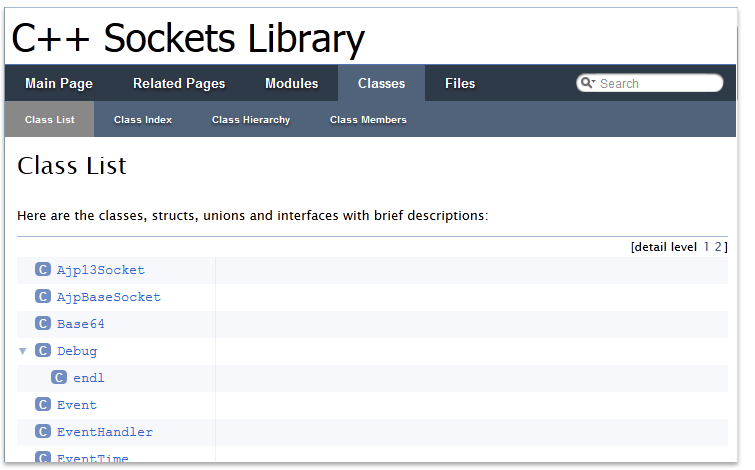 C++ Sockets Library
Main Page Related Pages Modules Classes Files Search
Class List Class Index Class Hierarchy Class Members
Class List
Here are the classes, structs, unions and interfaces with brief descriptions:
[detail level 1 2]
C Ajp13Socket
C AjpBaseSocket
C Base64
▼ C Debug
C endl
C Event
C EventHandler
C EventTime